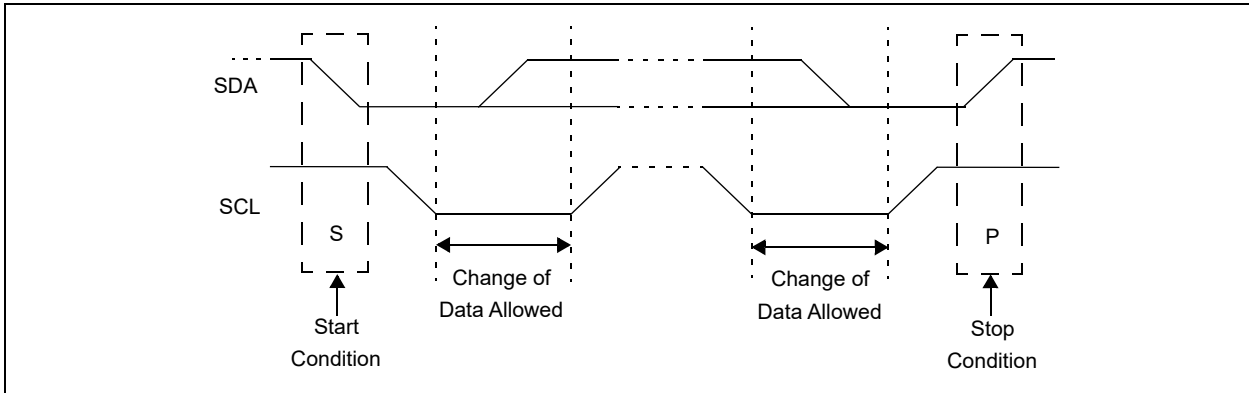 SDA
SCL
S
P
Change of
Data Allowed
Change of
Data Allowed
Start
Condition
Stop
Condition